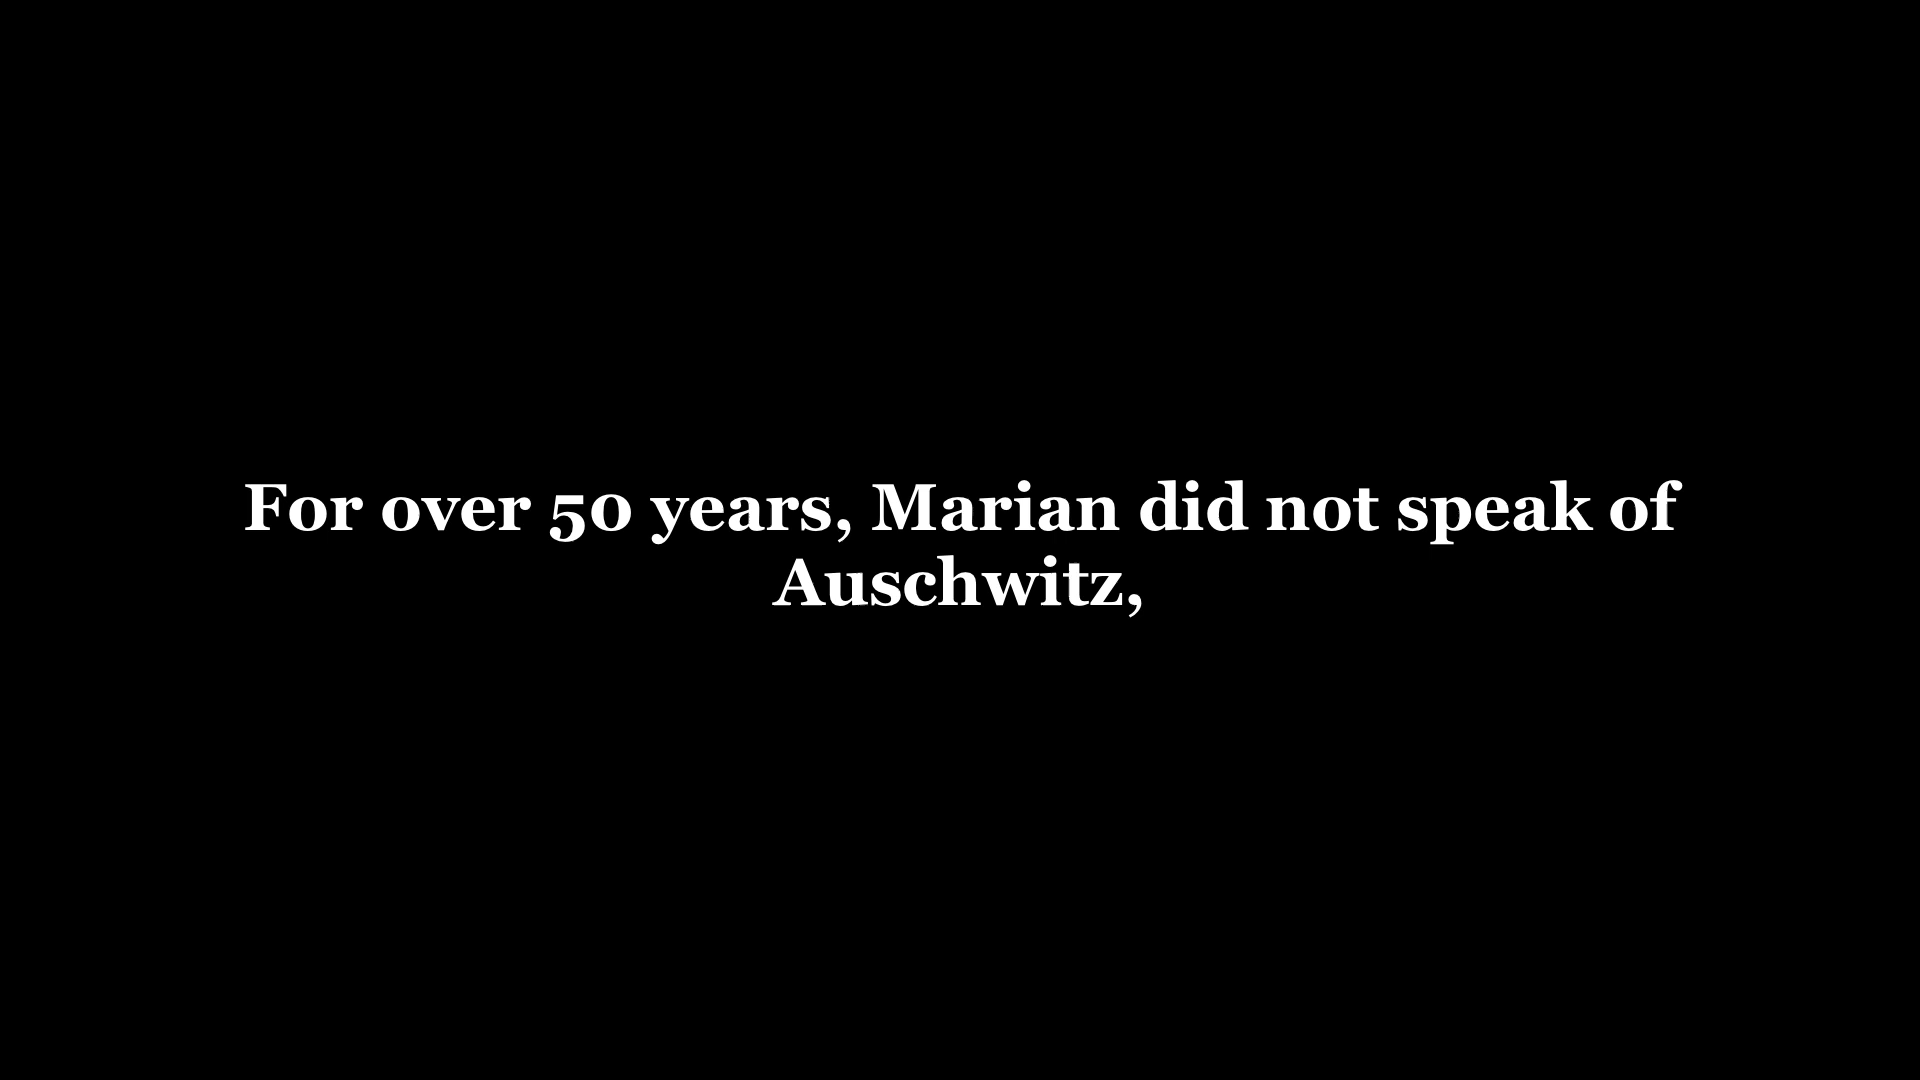 For over 50 years, Marian did not speak of
Auschwitz,